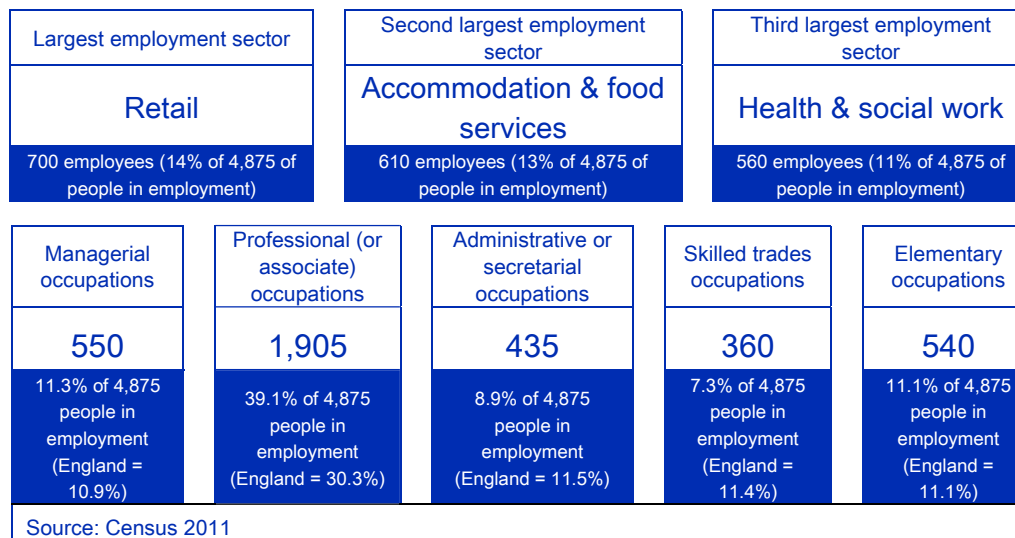 Largest employment sector
Retail
700 employees (14% of 4,875 of
people in employment)
Second largest employment
sector
Accommodation & food
services
610 employees (13% of 4,875 of
people in employment)
Third largest employment
sector
Health & social work
560 employees (11% of 4,875 of
people in employment)
Managerial
occupations
550
11.3% of 4,875
people in
employment
(England =
10.9%)
Professional (or
associate)
occupations
1,905
39.1% of 4,875
people in
employment
(England = 30.3%)
Administrative or
secretarial
occupations
435
8.9% of 4,875
people in
employment
(England = 11.5%)
Skilled trades
occupations
360
7.3% of 4,875
people in
employment
(England =
11.4%)
Elementary
occupations
540
11.1% of 4,875
people in
employment
(England =
11.1%)
Source: Census 2011